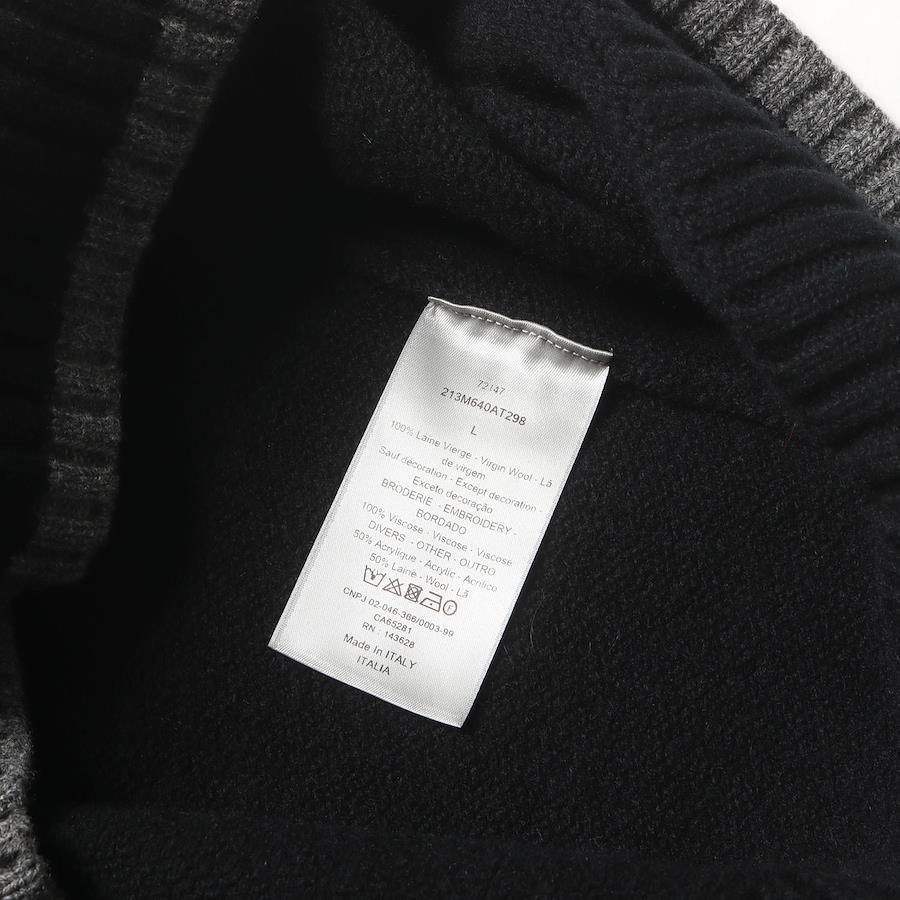 72147
213M640AT298
L
100% Laine Vierge - Virgin Wool - Lã
de virgem
Sauf décoration - Except decoration -
Exceto decoração
BRODERIE - EMBROIDERY -
BORDADO
100% Viscose - Viscose - Viscose
DIVERS - OTHER - OUTRO
50% Acrylique - Acrylic - Acrilico
50% Laine - Wool - Lã
CNPJ 02-046-366/0003-99
CA65281
RN : 143628
Made In ITALY
ITALIA